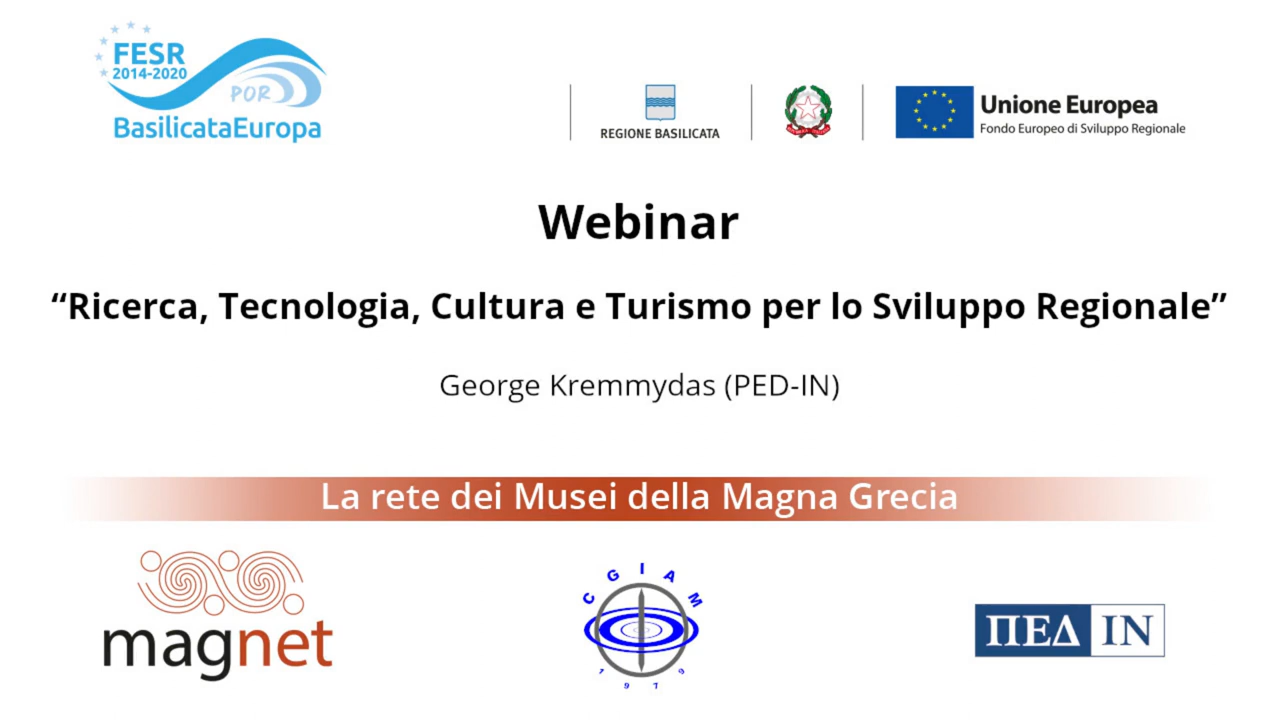 FESR
2014-2020
POR
BasilicataEuropa
REGIONE BASILICATA
Unione Europea
Fondo Europeo di Sviluppo Regionale
Webinar
“Ricerca, Tecnologia, Cultura e Turismo per lo Sviluppo Regionale”
George Kremmydas (PED-IN)
La rete dei Musei della Magna Grecia
magnet
CGIAM
1979
ΠΕΔ IN